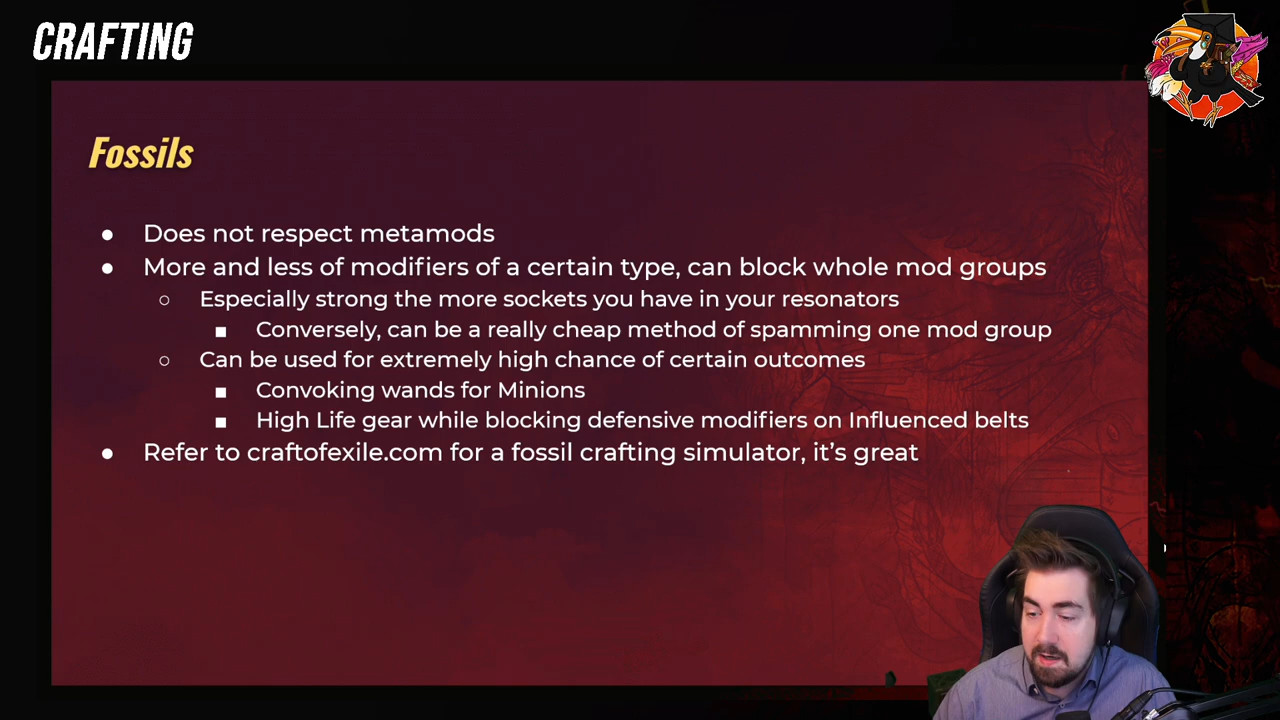 CRAFTING
Fossils
● Does not respect metamods
● More and less of modifiers of a certain type, can block whole mod groups
○ Especially strong the more sockets you have in your resonators
■ Conversely, can be a really cheap method of spamming one mod group
○ Can be used for extremely high chance of certain outcomes
■ Convoking wands for Minions
■ High Life gear while blocking defensive modifiers on Influenced belts
● Refer to craftofexile.com for a fossil crafting simulator, it's great